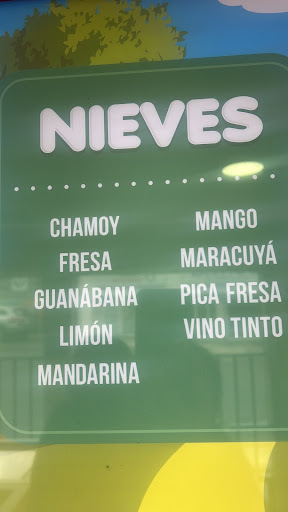 NIEVES
CHAMOY
FRESA
GUANÁBANA
LIMÓN
MANDARINA
MANGO
MARACUYÁ
PICA FRESA
VINO TINTO